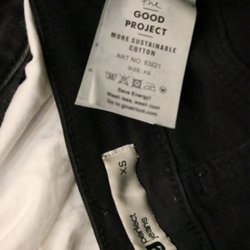 The
GOOD
PROJECT
MORE SUSTAINABLE
COTTON
ART NO: 83221
SIZE: XS
Save Energy!
Wash less, wash cool
Go to ginatricot.com
XS
perfect
jeans